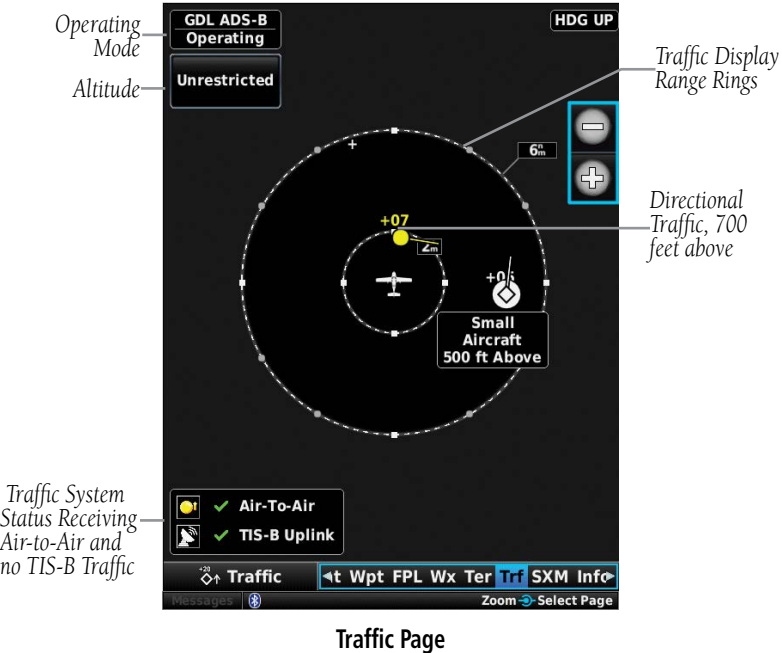 Operating
Mode
Altitude
GDL ADS-B
Operating
Unrestricted
HDG UP
Traffic Display
Range Rings
6nm
+07
2m
Directional
Traffic, 700
feet above
Small
Aircraft
500 ft Above
Traffic System
Status Receiving
Air-to-Air and
no TIS-B Traffic
Air-To-Air
TIS-B Uplink
+20
Traffic
t Wpt FPL Wx Ter Trf SXM Info
Messages
Zoom Select Page
Traffic Page